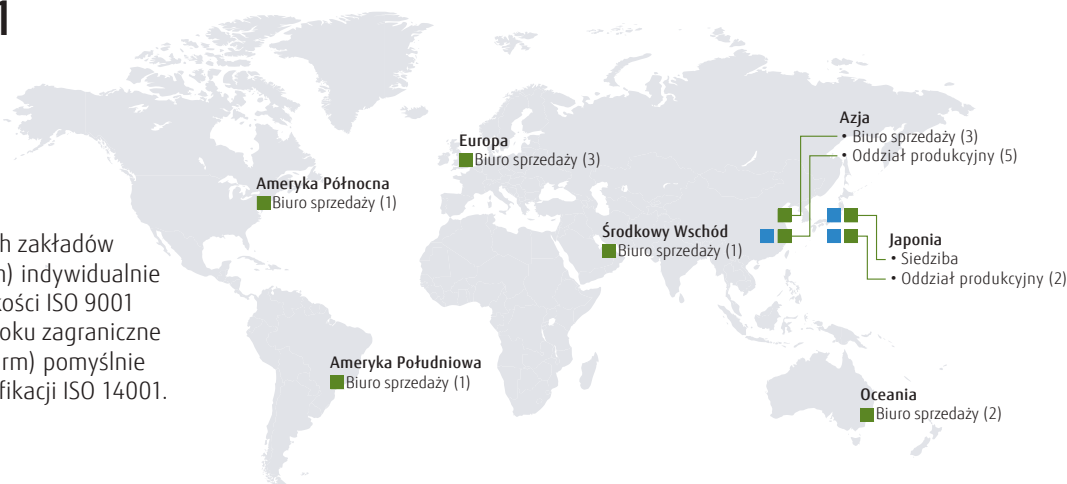 1
h zakładów
) indywidualnie
kości ISO 9001
oku zagraniczne
rm) pomyślnie
fikacji ISO 14001.
Ameryka Północna
Biuro sprzedaży (1)
Europa
Biuro sprzedaży (3)
Azja
• Biuro sprzedaży (3)
• Oddział produkcyjny (5)
Środkowy Wschód
Biuro sprzedaży (1)
Japonia
• Siedziba
• Oddział produkcyjny (2)
Ameryka Południowa
Biuro sprzedaży (1)
Oceania
Biuro sprzedaży (2)